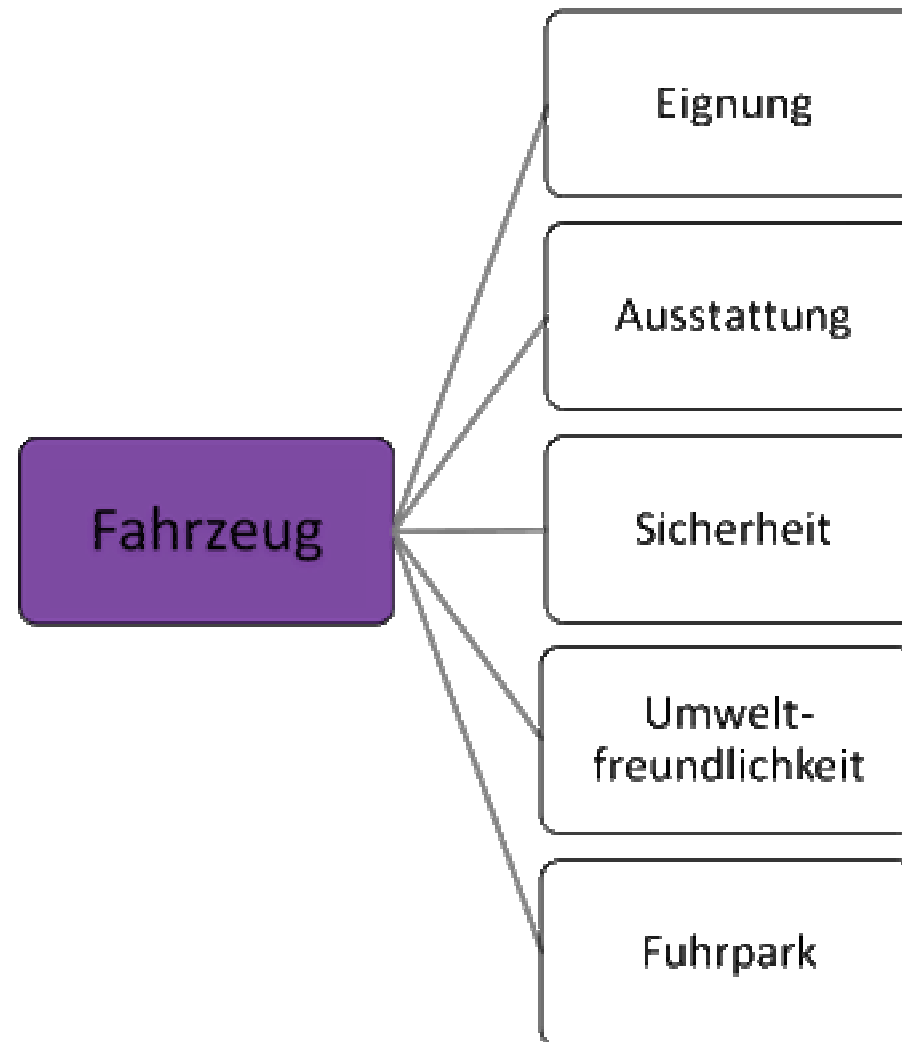 Eignung
Ausstattung
Fahrzeug
Sicherheit
Umwelt-
freundlichkeit
Fuhrpark